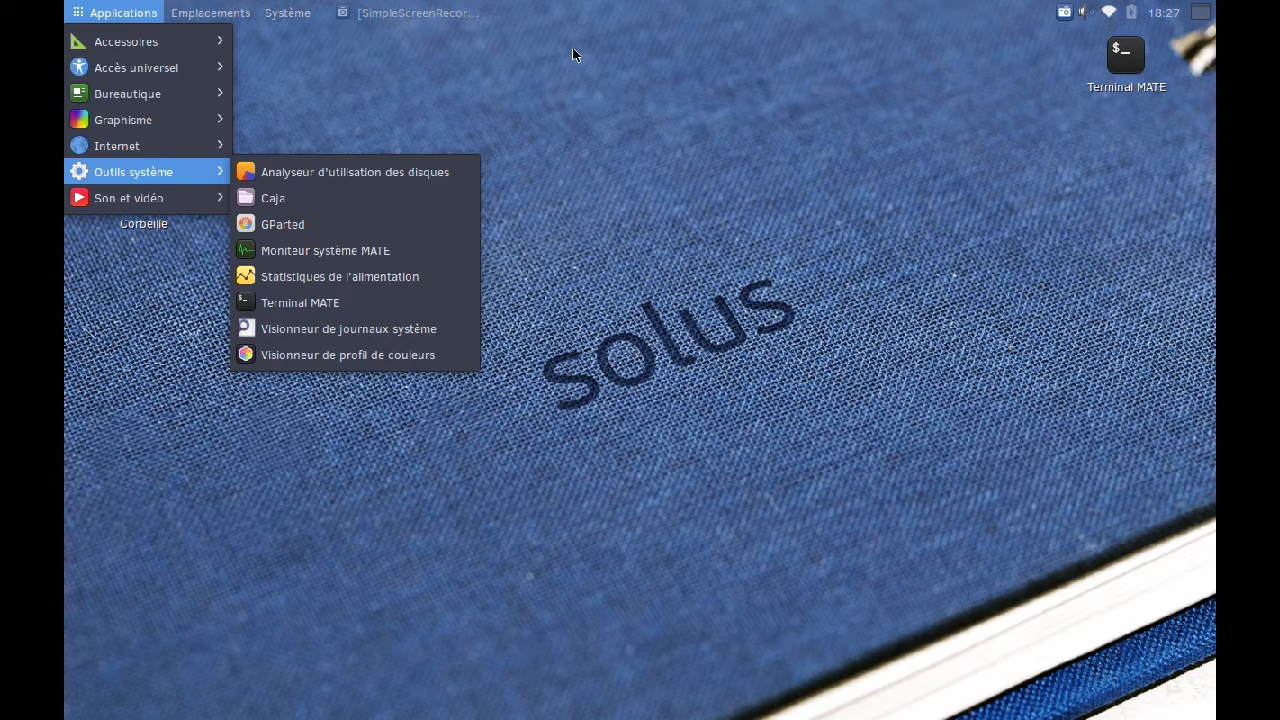 Applications Emplacements Système [SimpleScreenRecor... 18:27
Accessoires
Accès universel
Bureautique
Graphisme
Internet
Outils système
Son et vidéo
Corbeille
Analyseur d'utilisation des disques
Caja
GParted
Moniteur système MATE
Statistiques de l'alimentation
Terminal MATE
Visionneur de journaux système
Visionneur de profil de couleurs
$_
Terminal MATE
solus